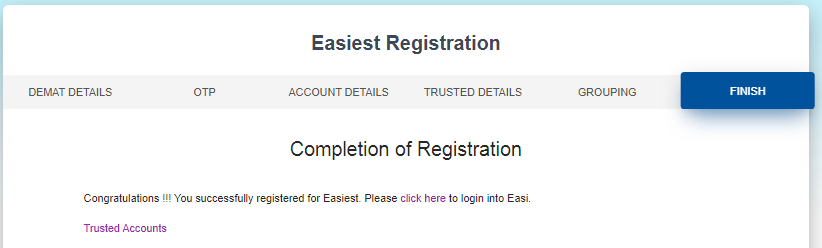 Easiest Registration
DEMAT DETAILS OTP ACCOUNT DETAILS TRUSTED DETAILS GROUPING FINISH
Completion of Registration
Congratulations !!! You successfully registered for Easiest. Please click here to login into Easi.
Trusted Accounts